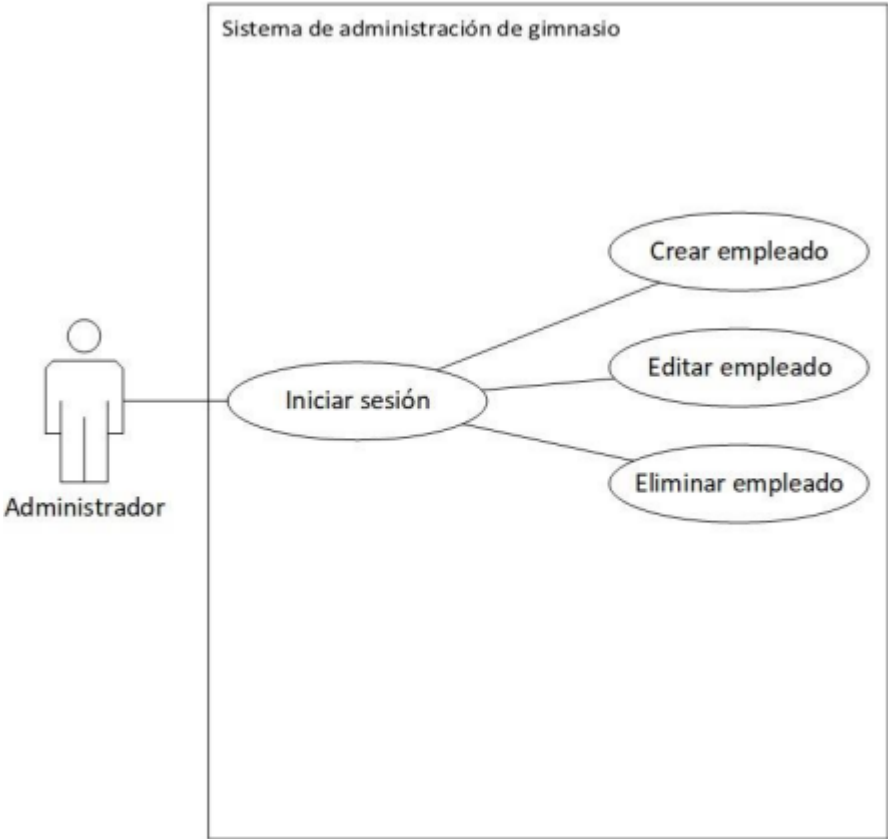 Sistema de administración de gimnasio
Crear empleado
Editar empleado
Iniciar sesión
Eliminar empleado
Administrador